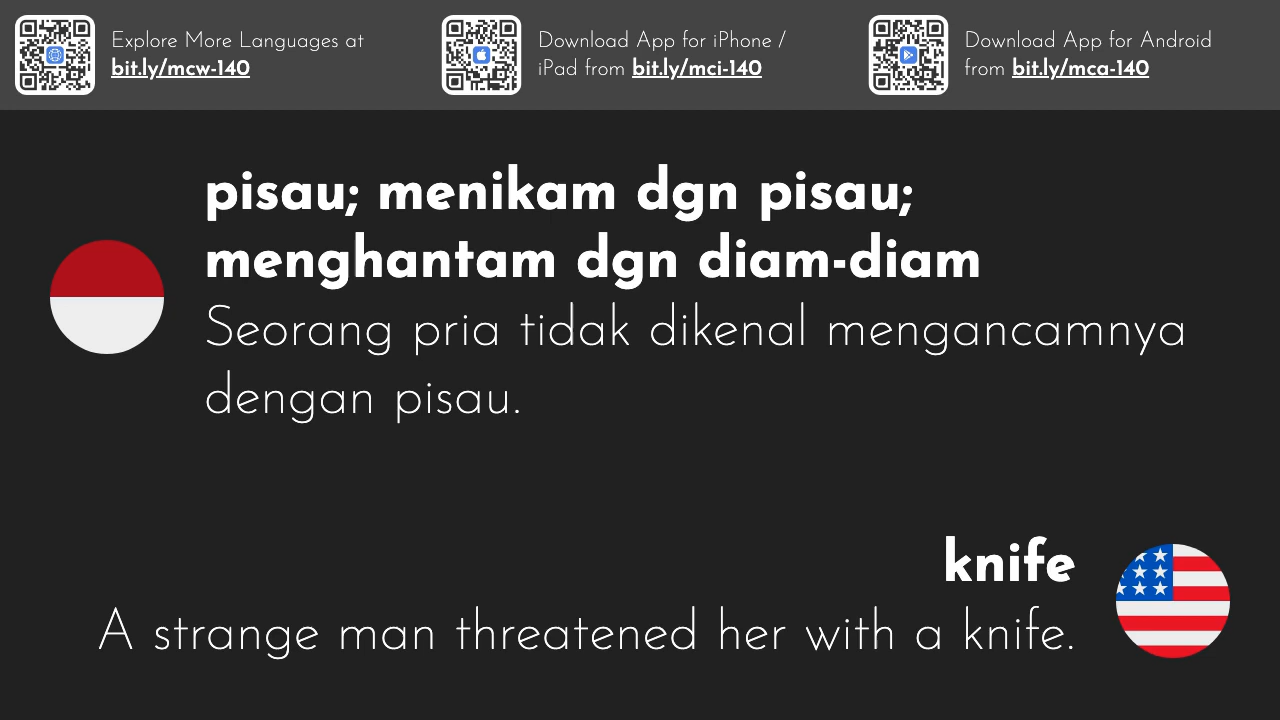 Explore More Languages at
bit.ly/mcw-140
Download App for iPhone /
iPad from bit.ly/mci-140
Download App for Android
from bit.ly/mca-140
pisau; menikam dgn pisau;
menghantam dgn diam-diam
Seorang pria tidak dikenal mengancamnya
dengan pisau.
knife
A strange man threatened her with a knife.